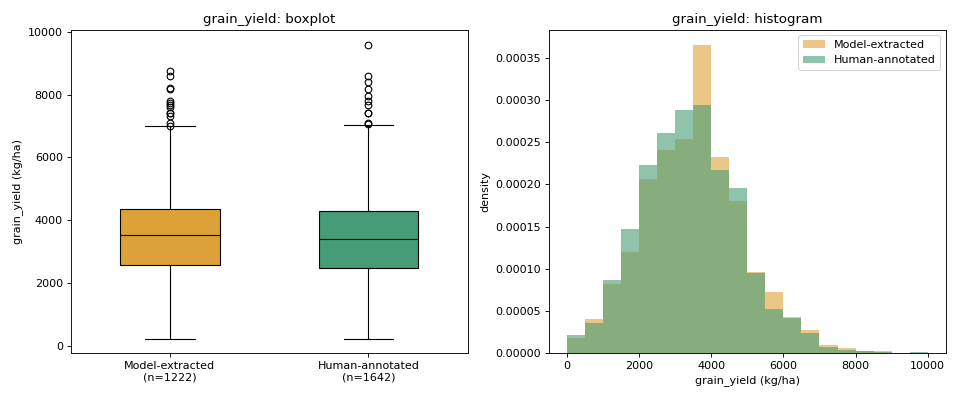 grain_yield: boxplot
grain_yield (kg/ha)
10000
8000
6000
4000
2000
0
Model-extracted
(n=1222)
Human-annotated
(n=1642)
grain_yield: histogram
Model-extracted
Human-annotated
density
0.00035
0.00030
0.00025
0.00020
0.00015
0.00010
0.00005
0.00000
0
2000
4000
6000
8000
10000
grain_yield (kg/ha)